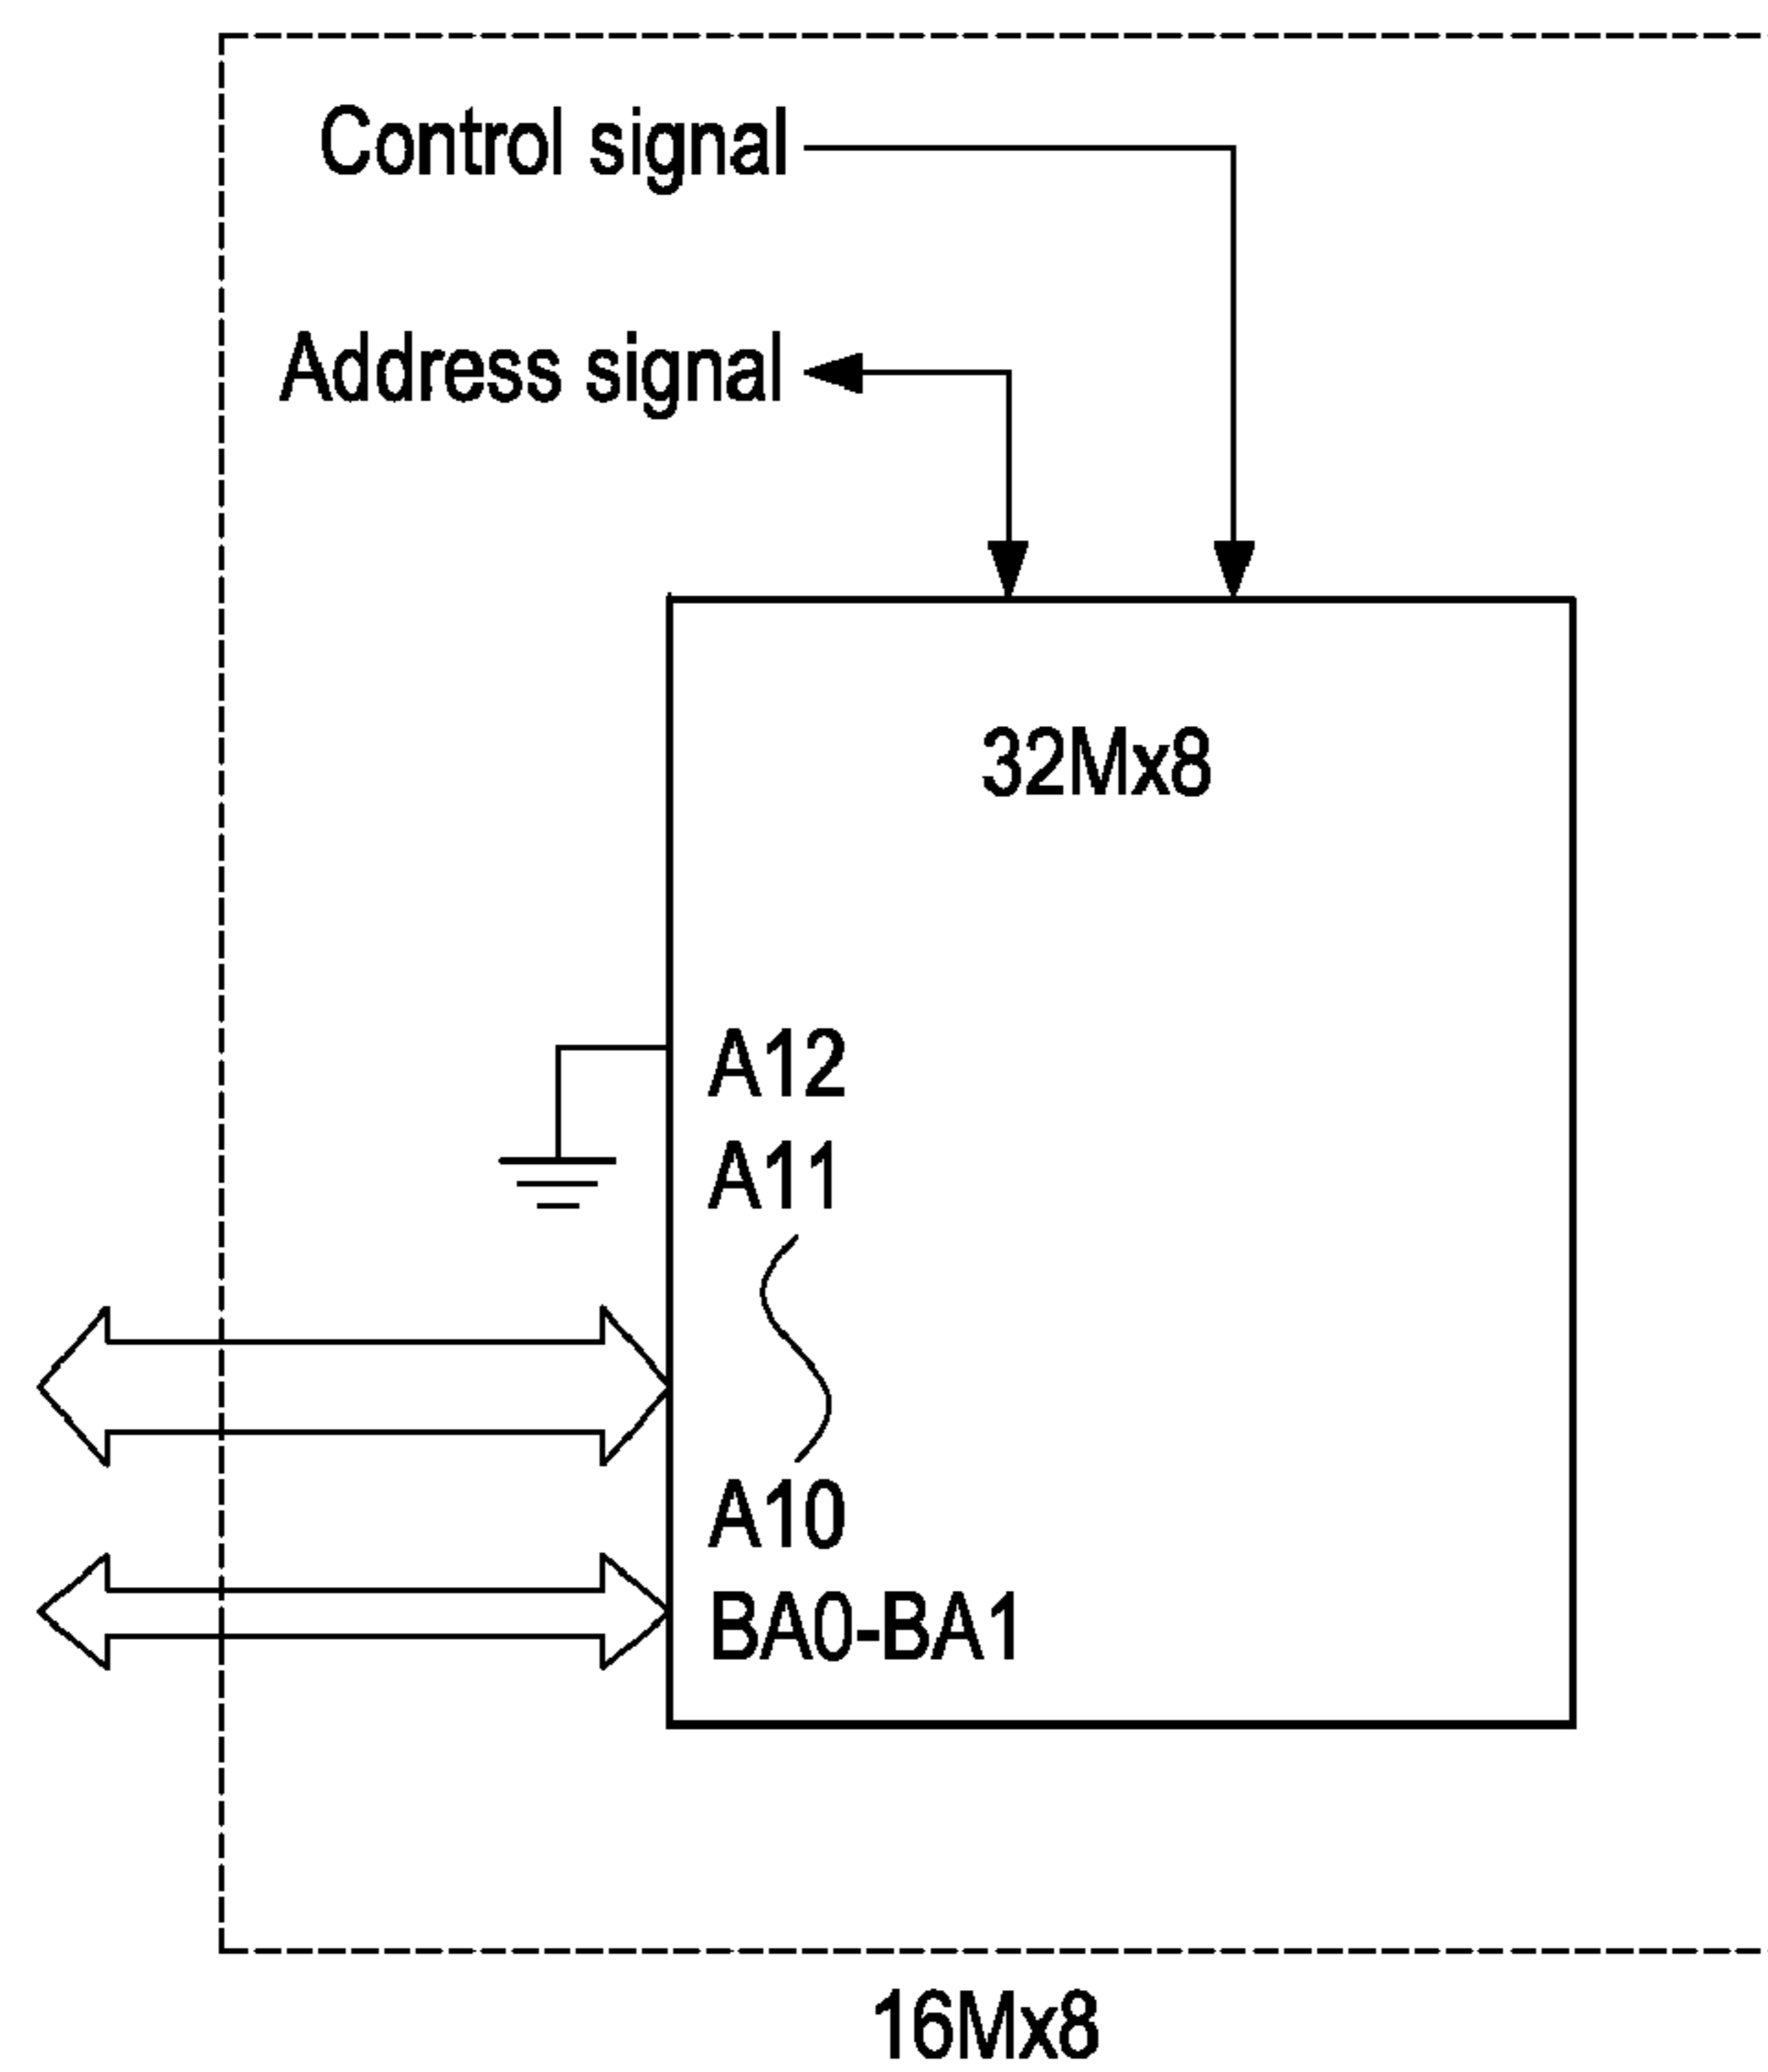 Control signal
Address signal
32Mx8
A12
A11
A10
BA0-BA1
16Mx8